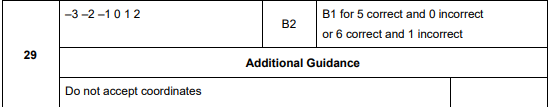 –3 –2 –1 0 1 2
B2
B1 for 5 correct and 0 incorrect
or 6 correct and 1 incorrect
29
Additional Guidance
Do not accept coordinates